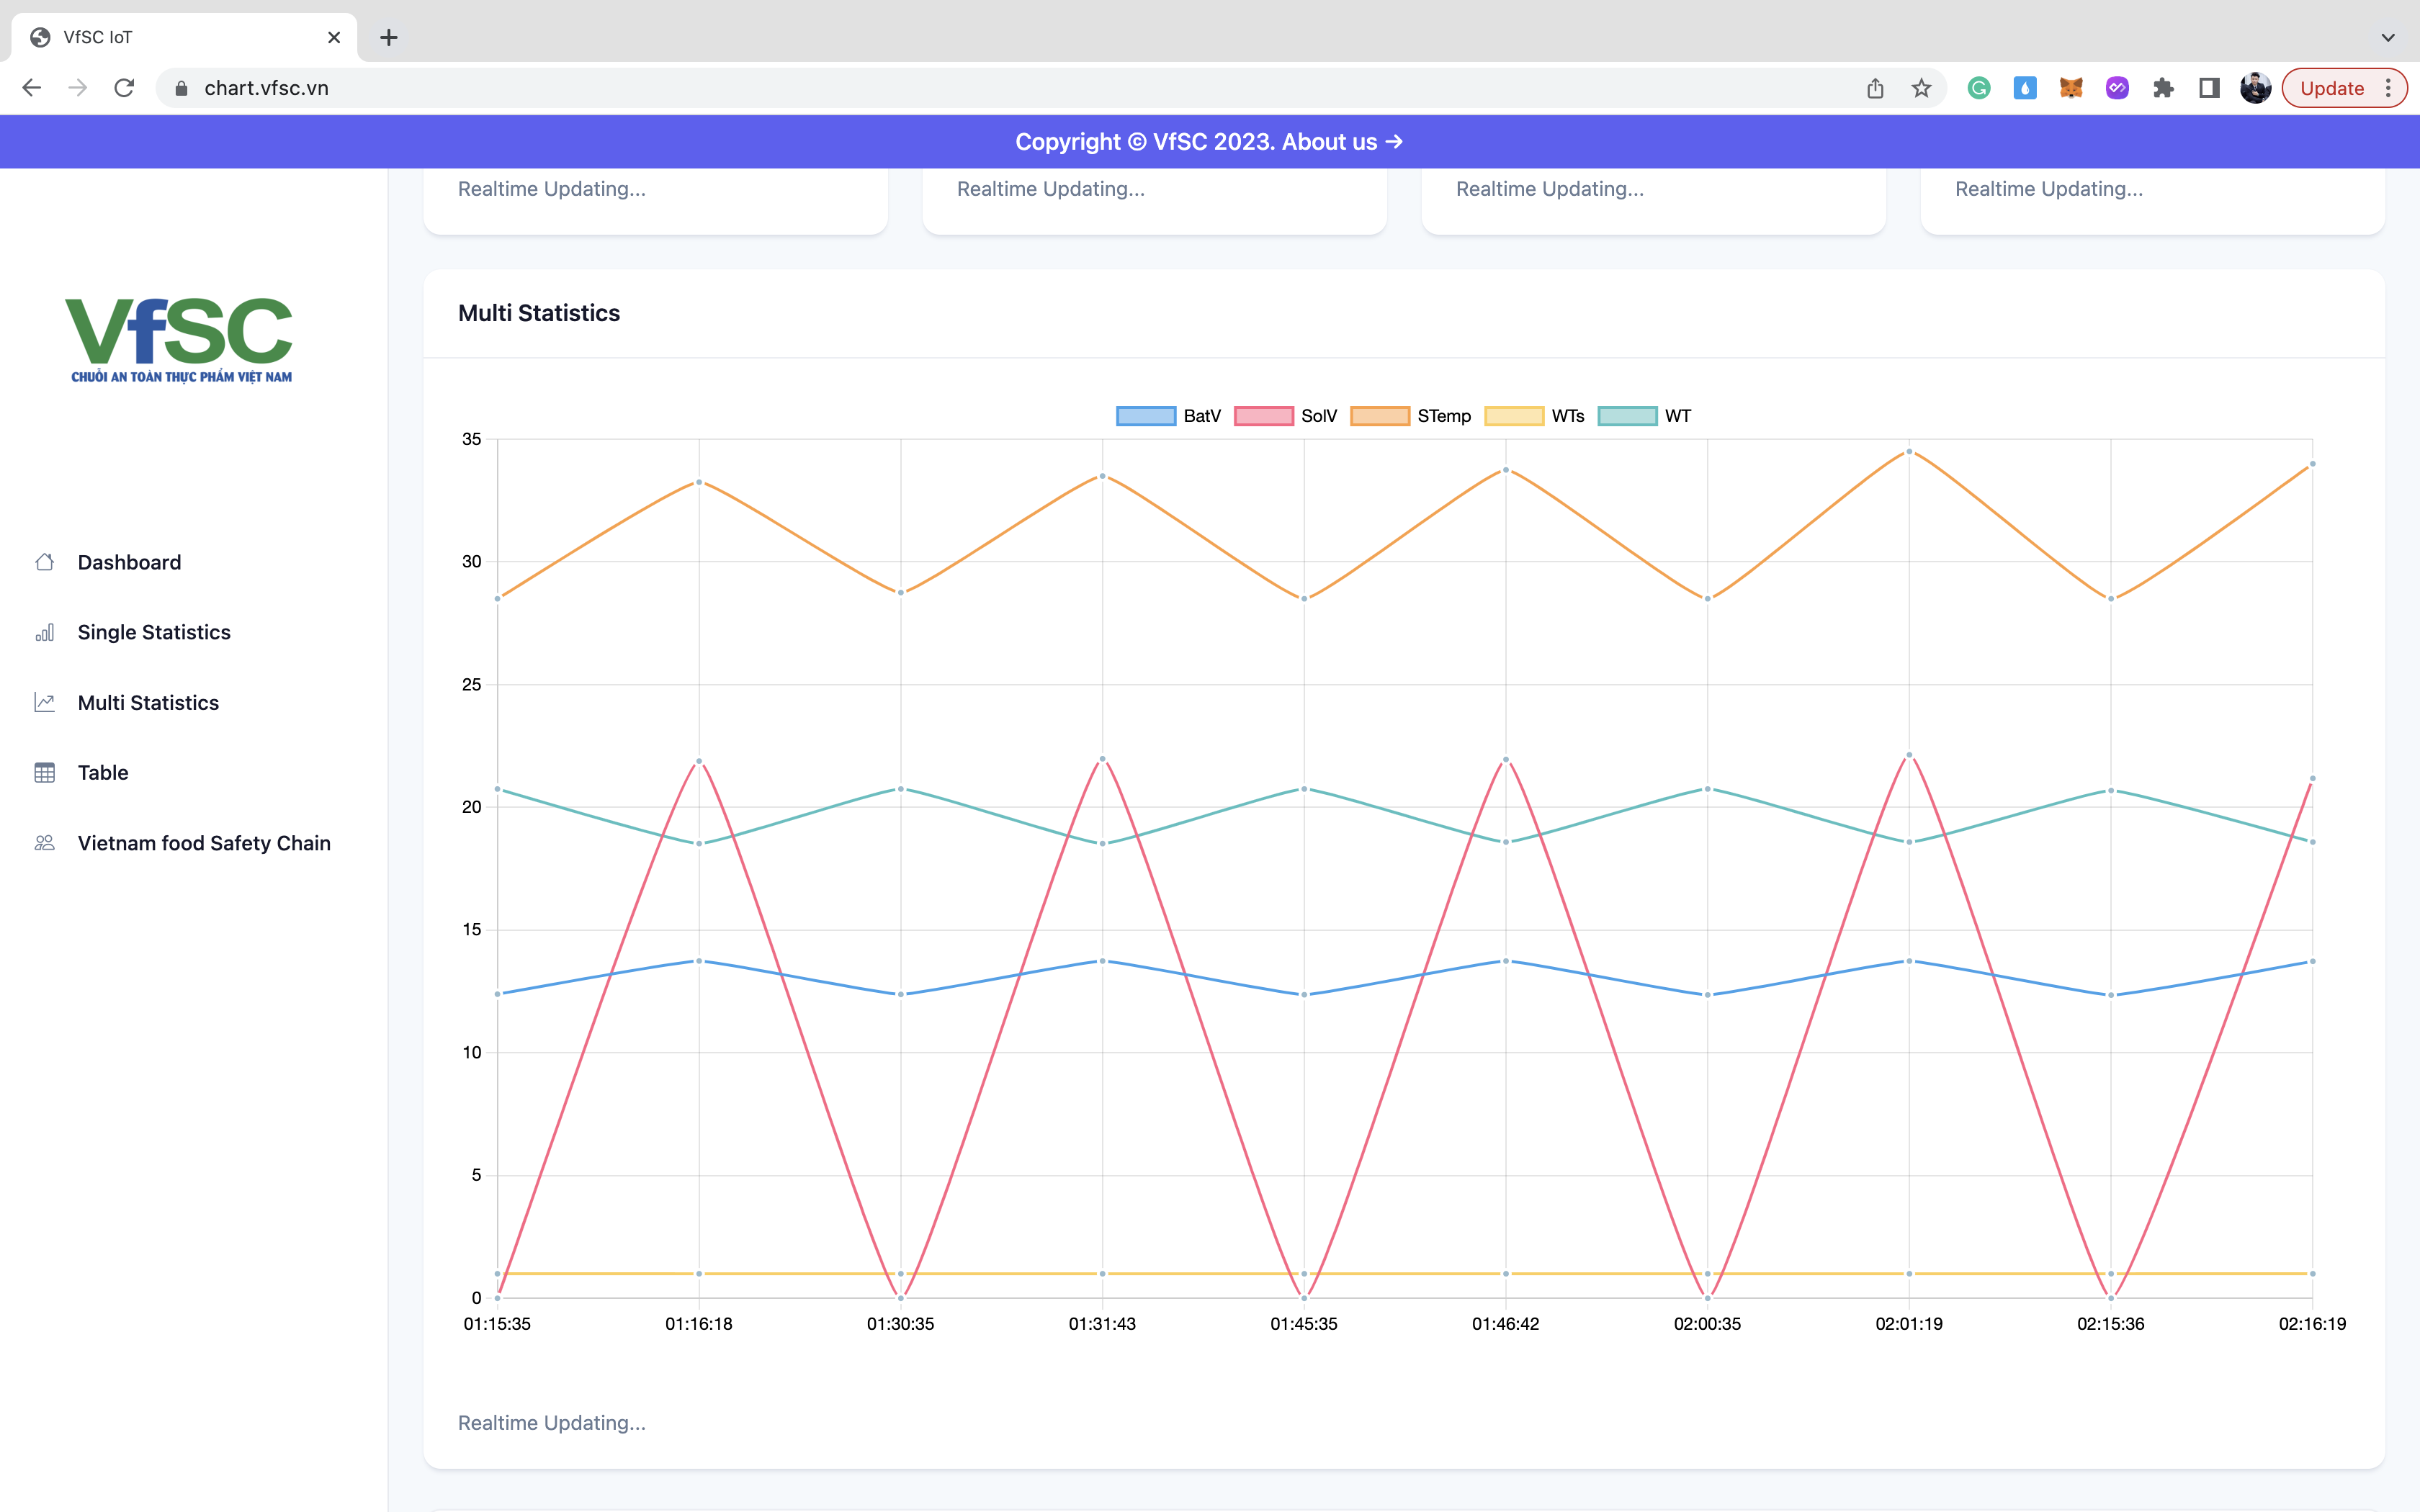 VfSC IoT
chart.vfsc.vn
Update
Copyright © VfSC 2023. About us →
Realtime Updating... Realtime Updating... Realtime Updating... Realtime Updating...
VfSC
CHUỖI AN TOÀN THỰC PHẨM VIỆT NAM
Dashboard
Single Statistics
Multi Statistics
Table
Vietnam food Safety Chain
Multi Statistics
BatV SolV STemp WTs WT
35
30
25
20
15
10
5
0
01:15:35 01:16:18 01:30:35 01:31:43 01:45:35 01:46:42 02:00:35 02:01:19 02:15:36 02:16:19
Realtime Updating...